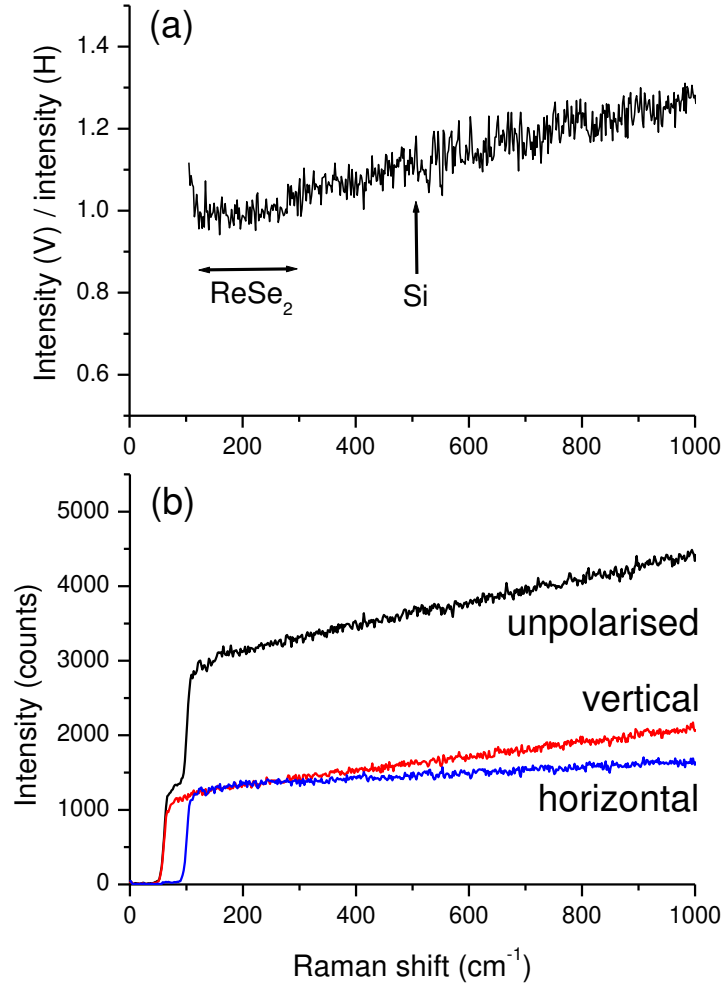 (a)
Intensity (V) / intensity (H)
1.4
1.2
1.0
0.8
0.6
ReSe₂
Si
0 200 400 600 800 1000
(b)
Intensity (counts)
5000
4000
3000
2000
1000
0
unpolarised
vertical
horizontal
0 200 400 600 800 1000
Raman shift (cm⁻¹)